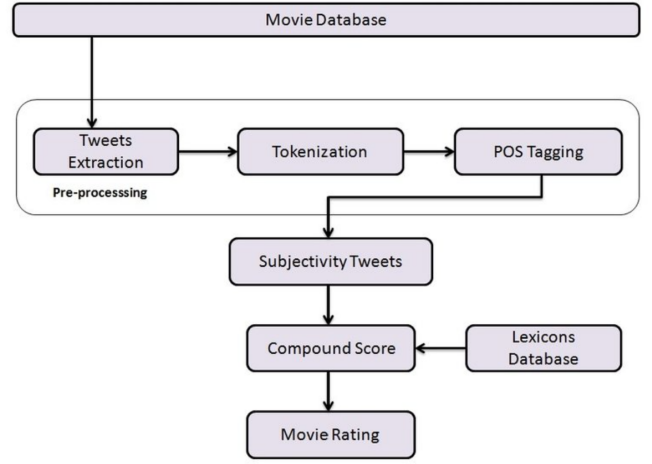 Movie Database
Tweets
Extraction
Tokenization
POS Tagging
Pre-processsing
Subjectivity Tweets
Compound Score
Lexicons
Database
Movie Rating